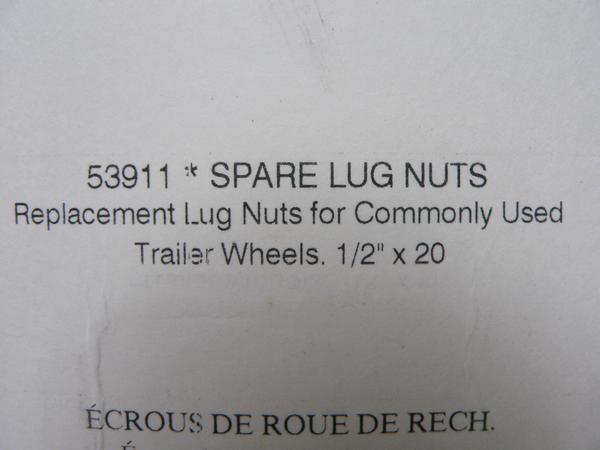 53911 * SPARE LUG NUTS
Replacement Lug Nuts for Commonly Used
Trailer Wheels. 1/2" x 20
ÉCROUS DE ROUE DE RECH.